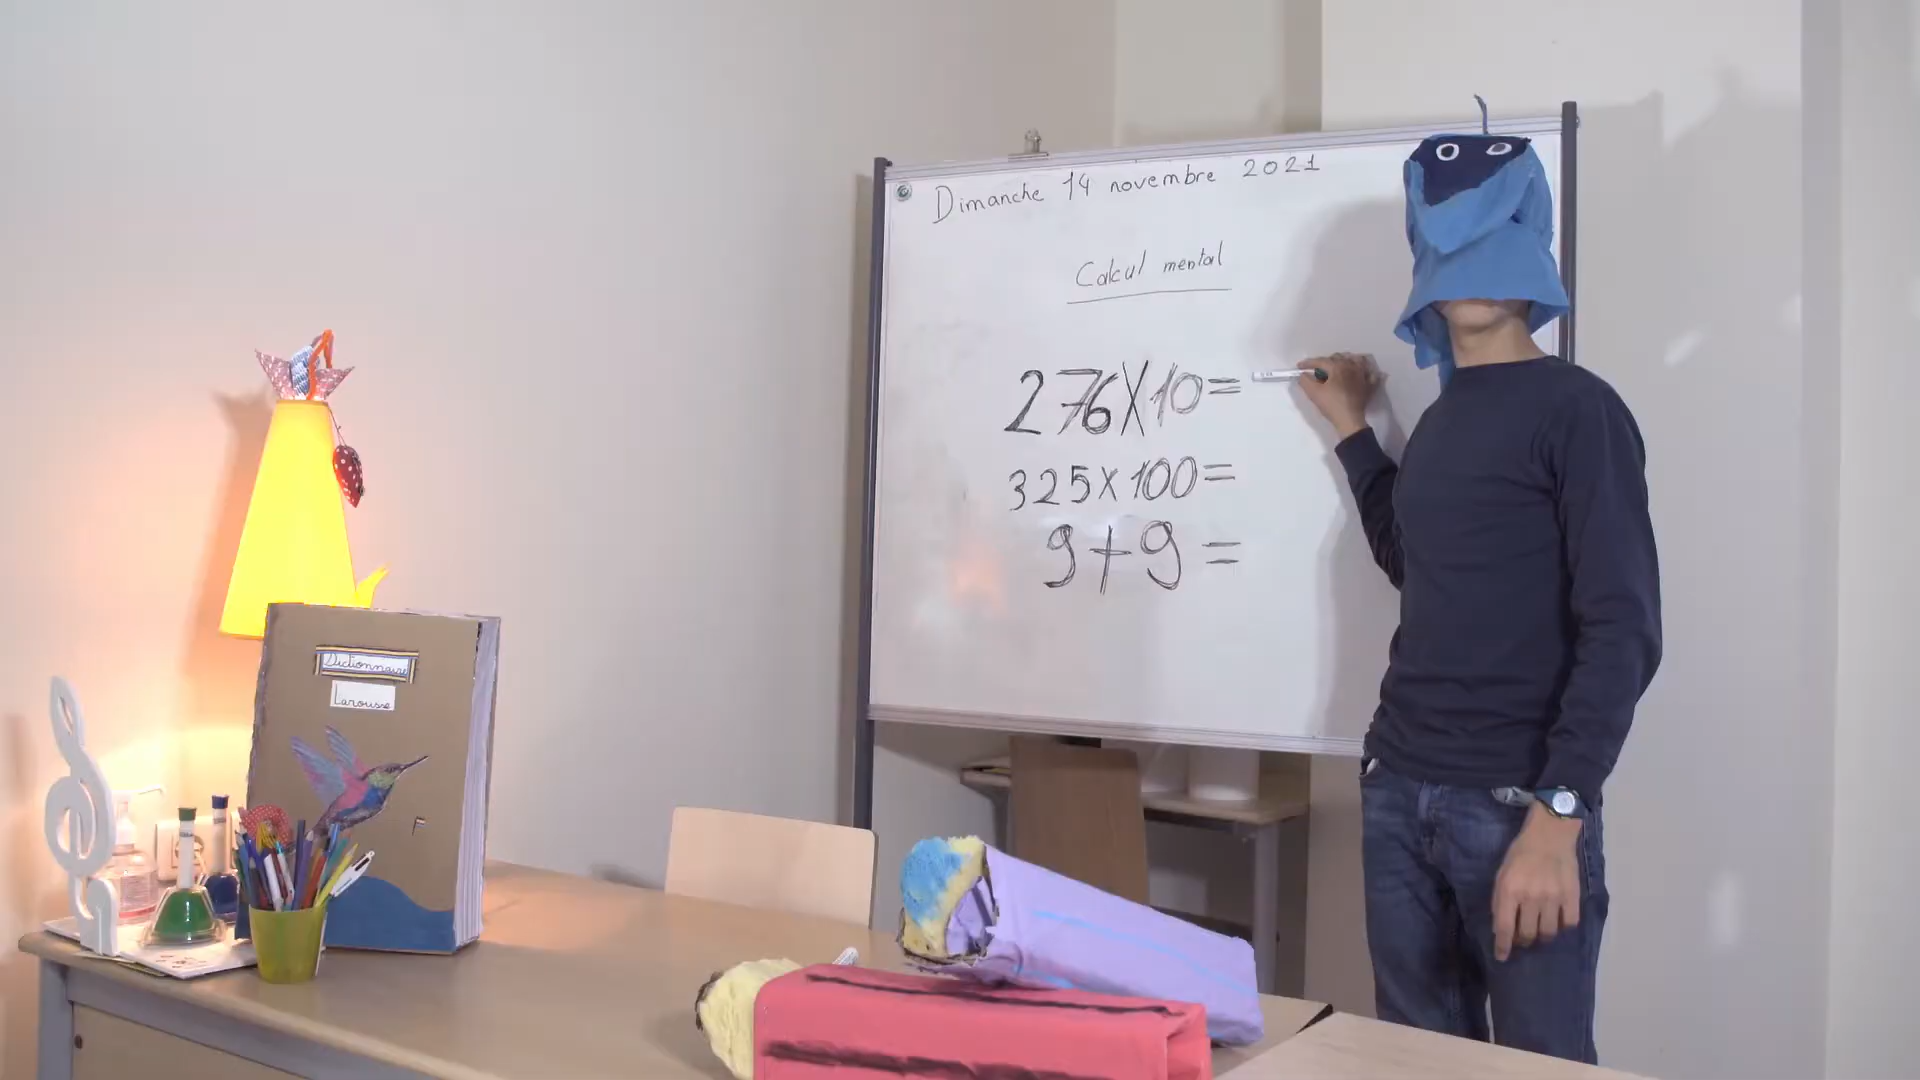 Dimanche 14 novembre 2021
Calcul mental
276X10=
325x100=
9+9=
Dictionnaire
Larousse